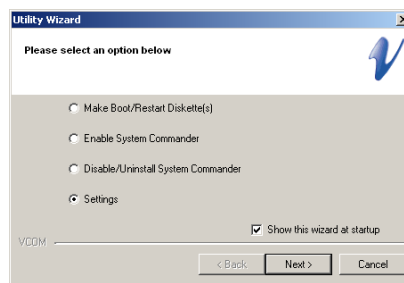 Utility Wizard
Please select an option below
Make Boot/Restart Diskette(s)
Enable System Commander
Disable/Uninstall System Commander
Settings
Show this wizard at startup
VCOM
< Back
Next >
Cancel